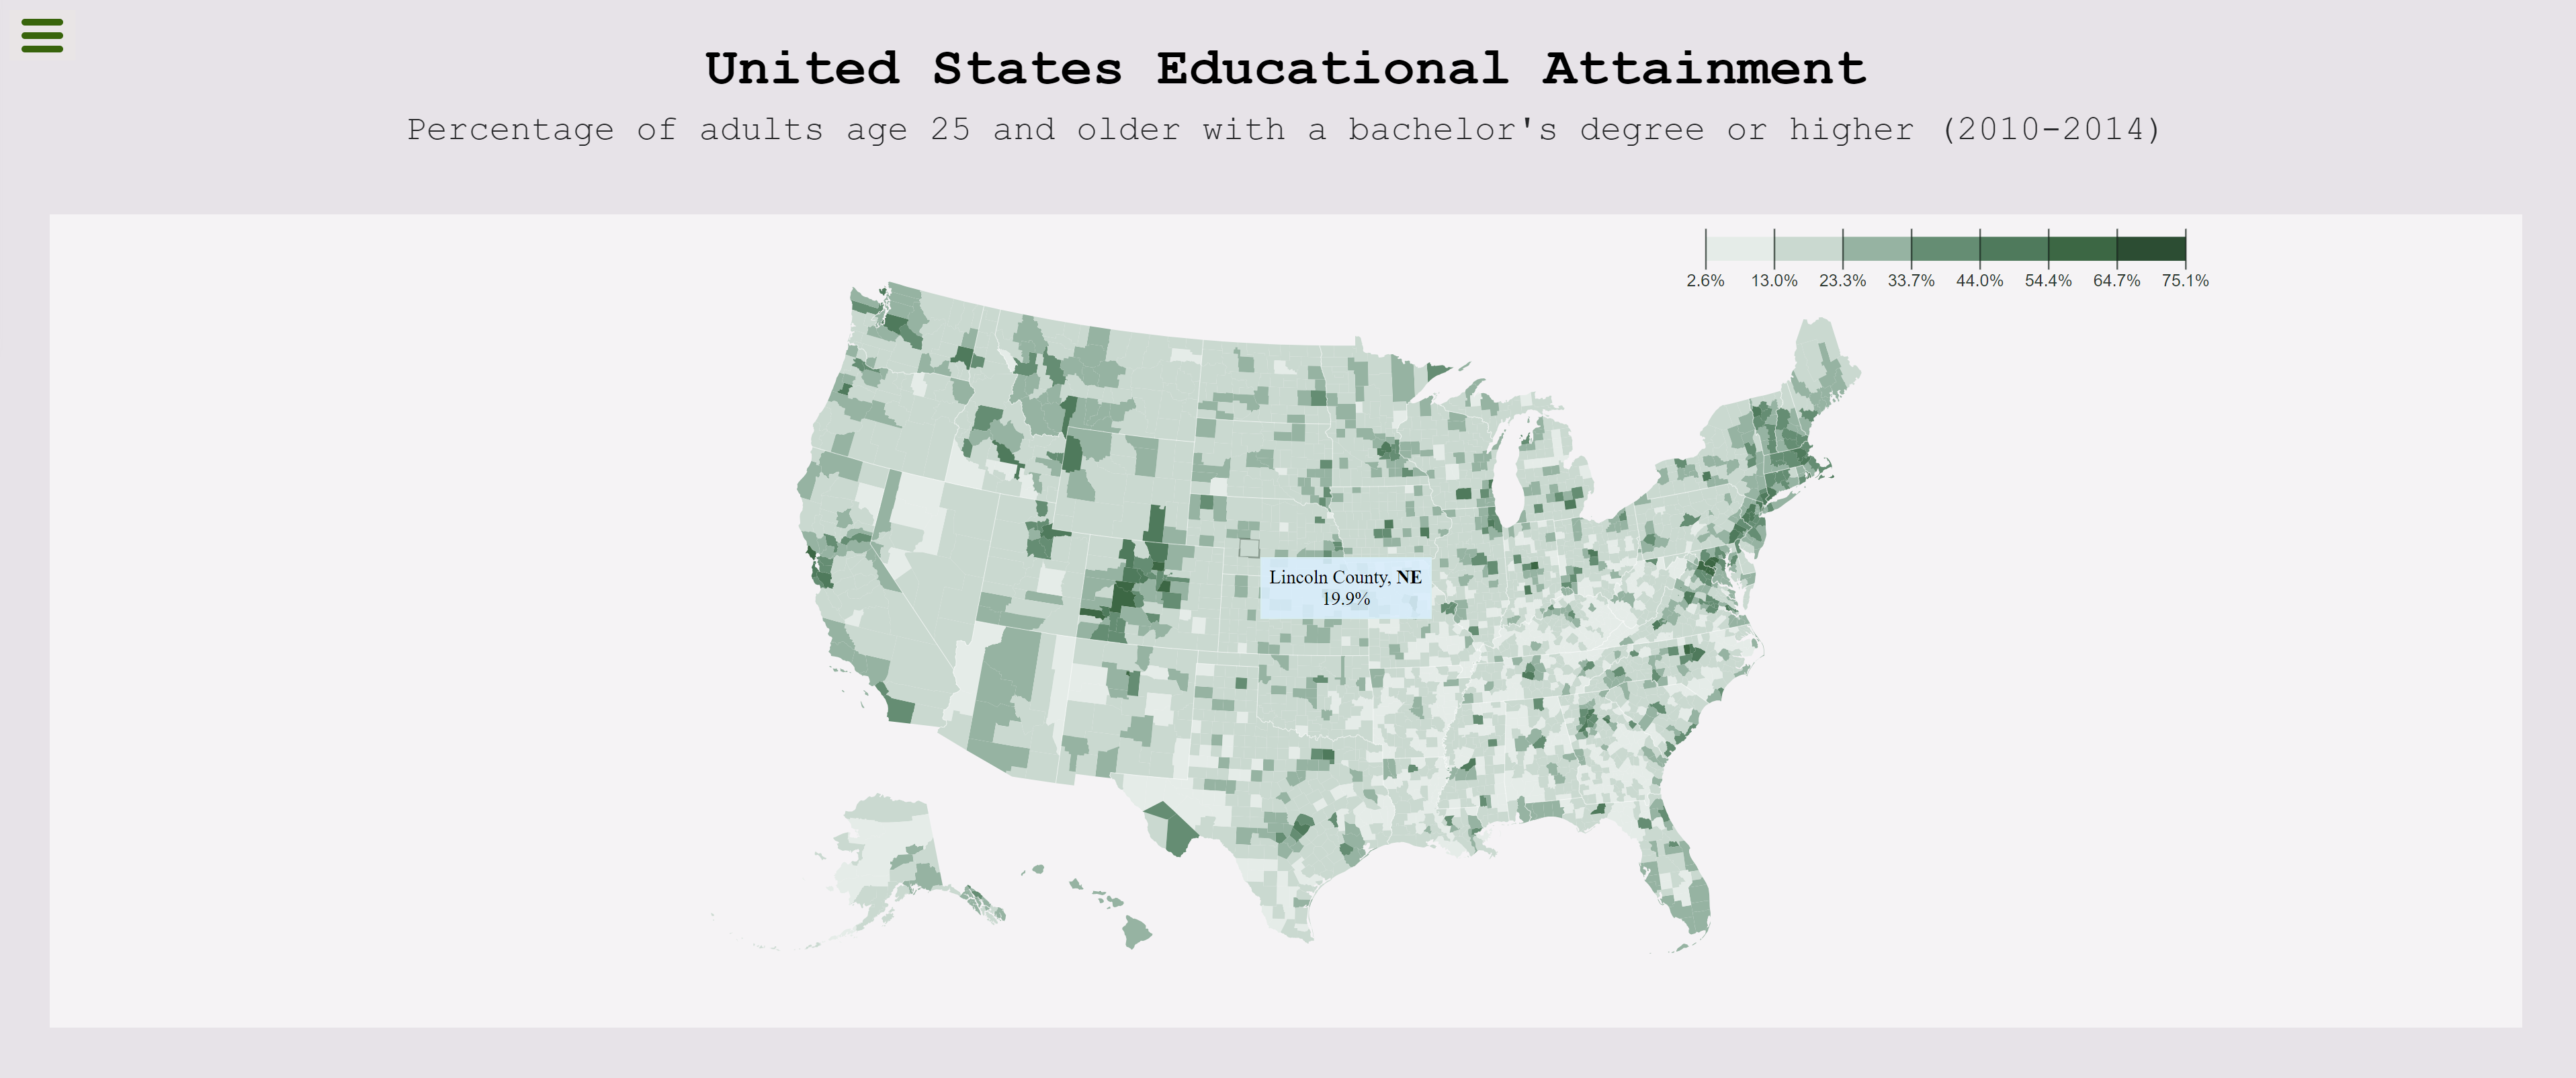 United States Educational Attainment
Percentage of adults age 25 and older with a bachelor's degree or higher (2010-2014)
2.6% 13.0% 23.3% 33.7% 44.0% 54.4% 64.7% 75.1%
Lincoln County, NE
19.9%